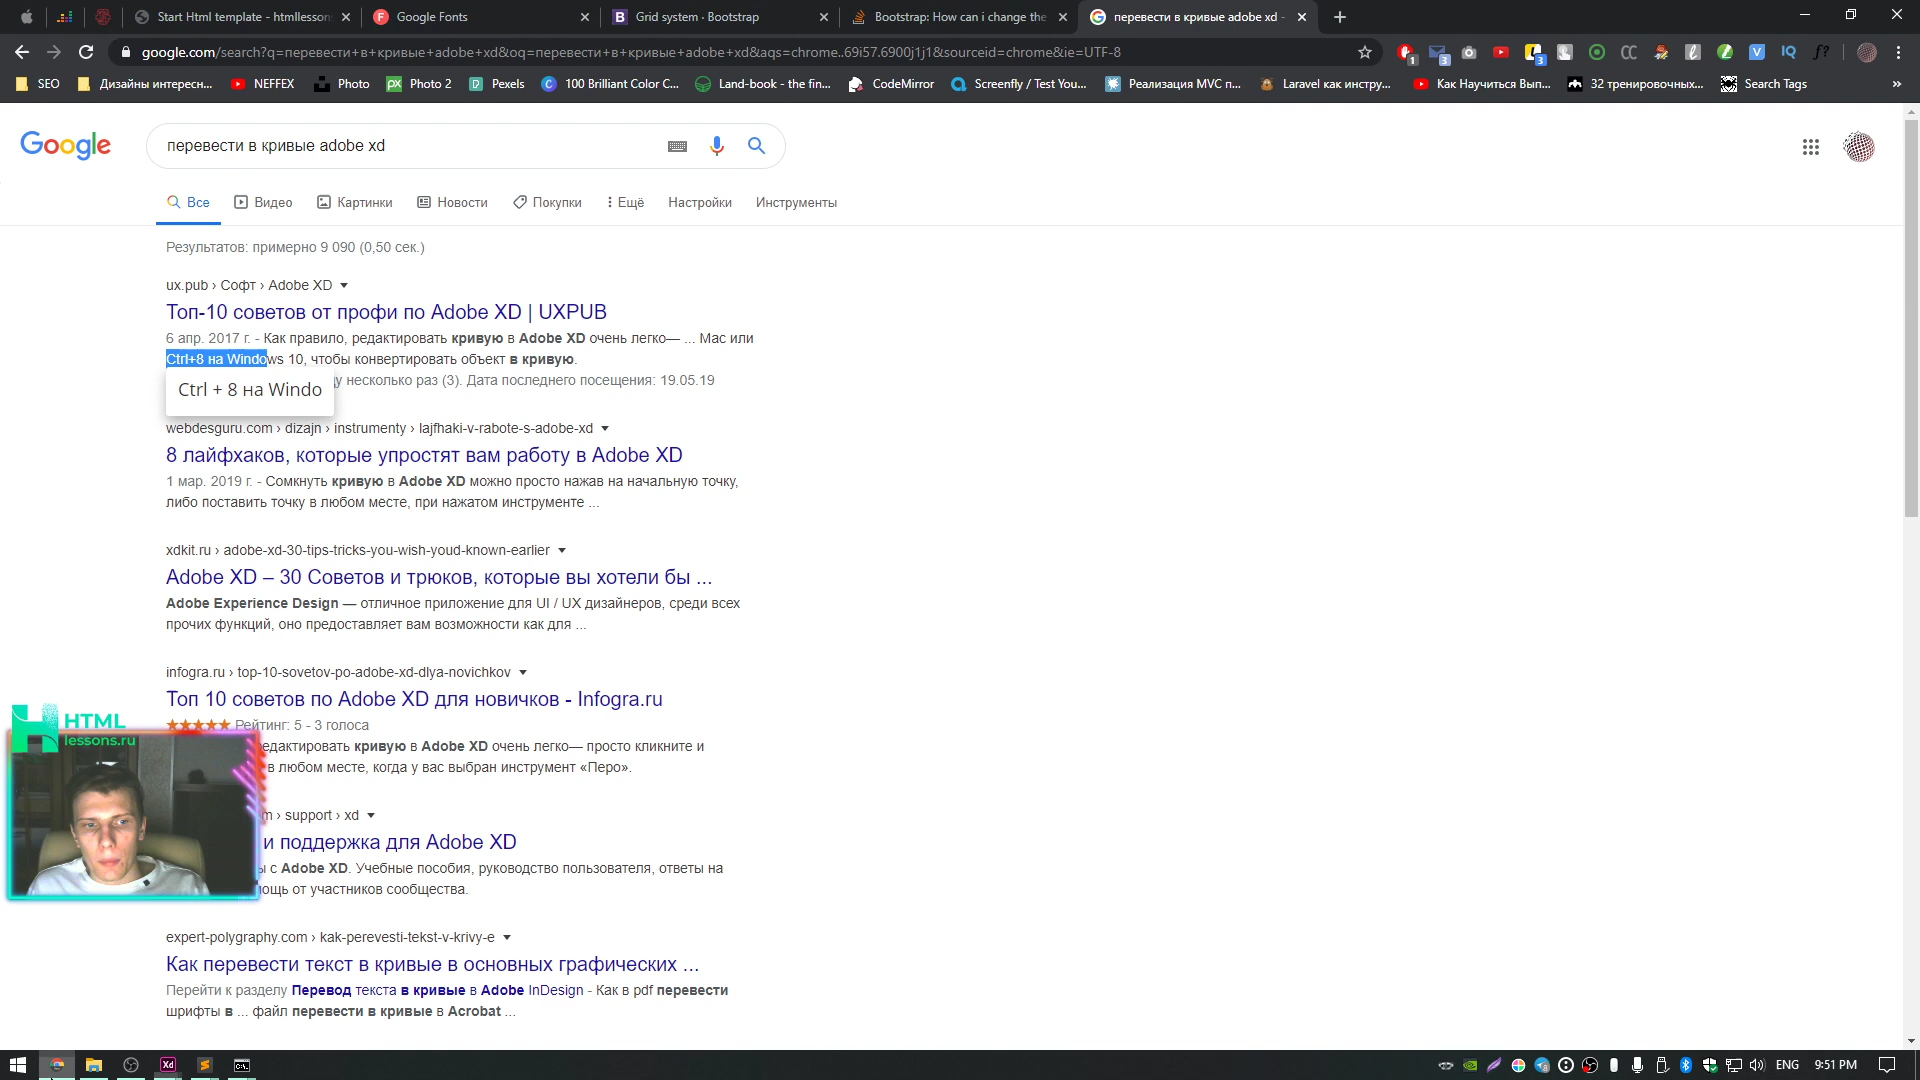 Start Html template - htmllesson
Google Fonts
Grid system · Bootstrap
Bootstrap: How can i change the
перевести в кривые adobe xd -
google.com/search?q=перевести+в+кривые+adobe+xd&oq=перевести+в+кривые+adobe+xd&aqs=chrome..69i57.6900j1j1&sourceid=chrome&ie=UTF-8
SEO
Дизайны интересн...
NEFFEX
Photo
Photo 2
Pexels
100 Brilliant Color C...
Land-book - the fin...
CodeMirror
Screenfly / Test You...
Реализация MVC п...
Laravel как инстру...
Как Научиться Вып...
32 тренировочных...
Search Tags
Google
перевести в кривые adobe xd
Все
Видео
Картинки
Новости
Покупки
Ещё
Настройки
Инструменты
Результатов: примерно 9 090 (0,50 сек.)
ux.pub › Софт › Adobe XD
Топ-10 советов от профи по Adobe XD | UXPUB
6 апр. 2017 г. - Как правило, редактировать кривую в Adobe XD очень легко— ... Mac или
Ctrl+8 на Windows 10, чтобы конвертировать объект в кривую.
несколько раз (3). Дата последнего посещения: 19.05.19
Ctrl + 8 на Windo
webdesguru.com › dizajn › instrumenty › lajfhaki-v-rabote-s-adobe-xd
8 лайфхаков, которые упростят вам работу в Adobe XD
1 мар. 2019 г. - Сомкнуть кривую в Adobe XD можно просто нажав на начальную точку,
либо поставить точку в любом месте, при нажатом инструменте ...
xdkit.ru › adobe-xd-30-tips-tricks-you-wish-youd-known-earlier
Adobe XD – 30 Советов и трюков, которые вы хотели бы ...
Adobe Experience Design — отличное приложение для UI / UX дизайнеров, среди всех
прочих функций, оно предоставляет вам возможности как для ...
infogra.ru › top-10-sovetov-po-adobe-xd-dlya-novichkov
Топ 10 советов по Adobe XD для новичков - Infogra.ru
Рейтинг: 5 - 3 голоса
едактировать кривую в Adobe XD очень легко— просто кликните и
в любом месте, когда у вас выбран инструмент «Перо».
m › support › xd
и поддержка для Adobe XD
ы с Adobe XD. Учебные пособия, руководство пользователя, ответы на
ощь от участников сообщества.
expert-polygraphy.com › kak-perevesti-tekst-v-krivy-e
Как перевести текст в кривые в основных графических ...
Перейти к разделу Перевод текста в кривые в Adobe InDesign - Как в pdf перевести
шрифты в ... файл перевести в кривые в Acrobat ...
HTML
lessons.ru
ENG
9:51 PM